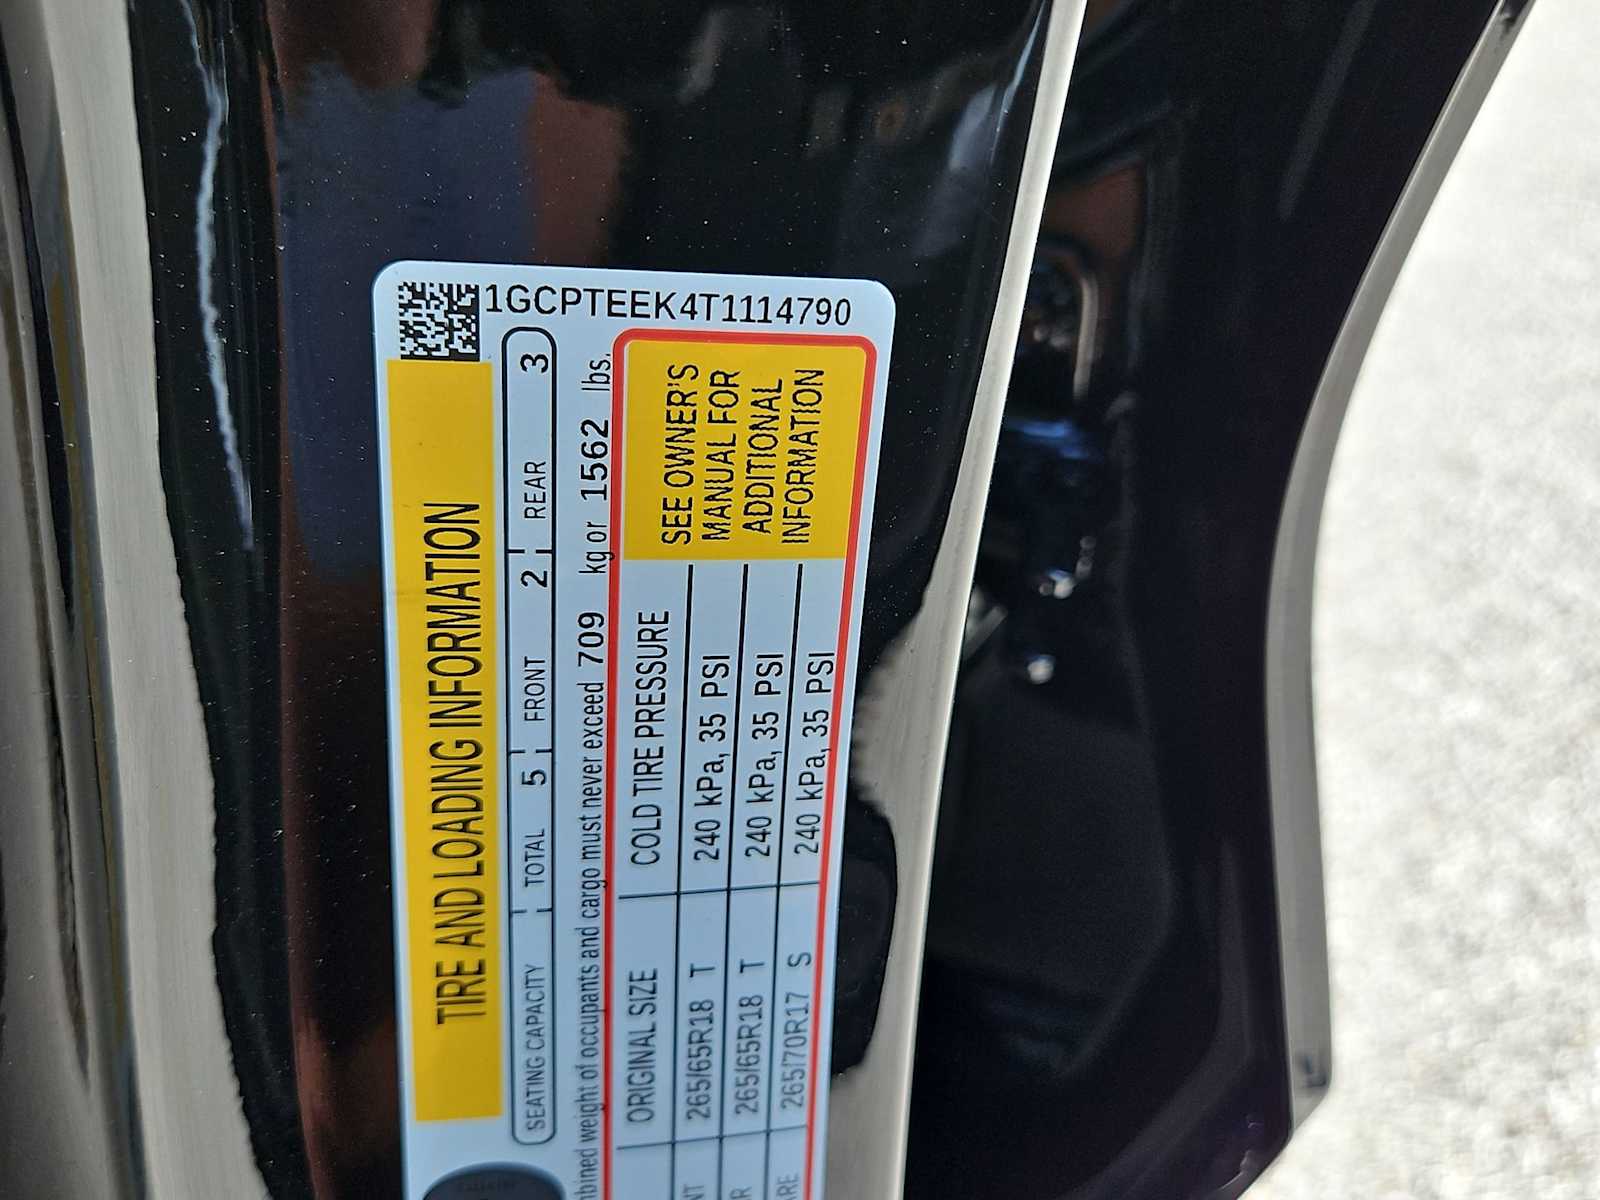 1GCPTEEK4T1114790
TIRE AND LOADING INFORMATION
SEATING CAPACITY TOTAL 5 FRONT 2 REAR 3
weight of occupants and cargo must never exceed 709 kg or 1562 lbs.
ORIGINAL SIZE COLD TIRE PRESSURE
265/65R18 T 240 kPa, 35 PSI
265/65R18 T 240 kPa, 35 PSI
265/70R17 S 240 kPa, 35 PSI
SEE OWNER'S
MANUAL FOR
ADDITIONAL
INFORMATION